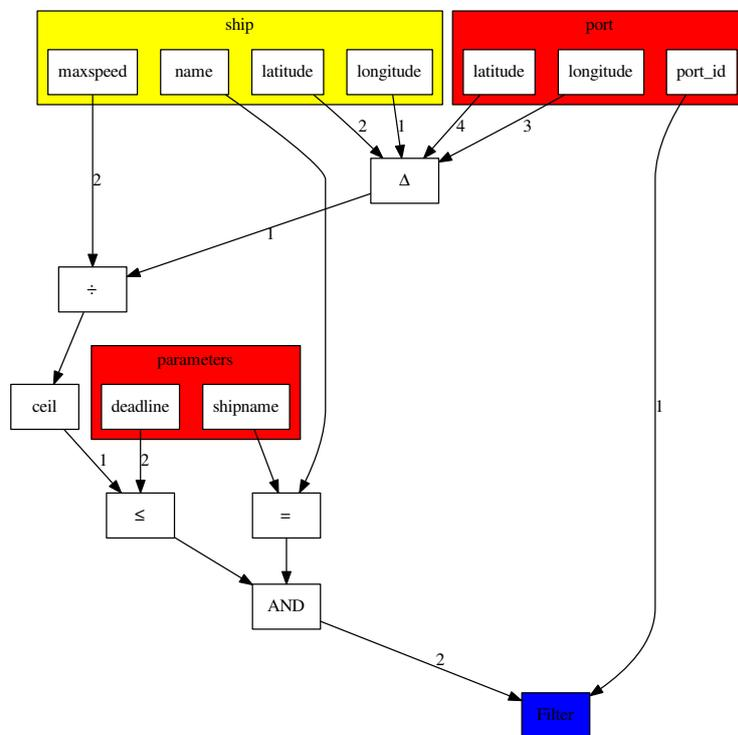 ship
port
maxspeed
name
latitude
longitude
latitude
longitude
port_id
2
1
4
3
Δ
2
1
÷
parameters
ceil
deadline
shipname
1
1
2
≤
=
AND
2
Filter